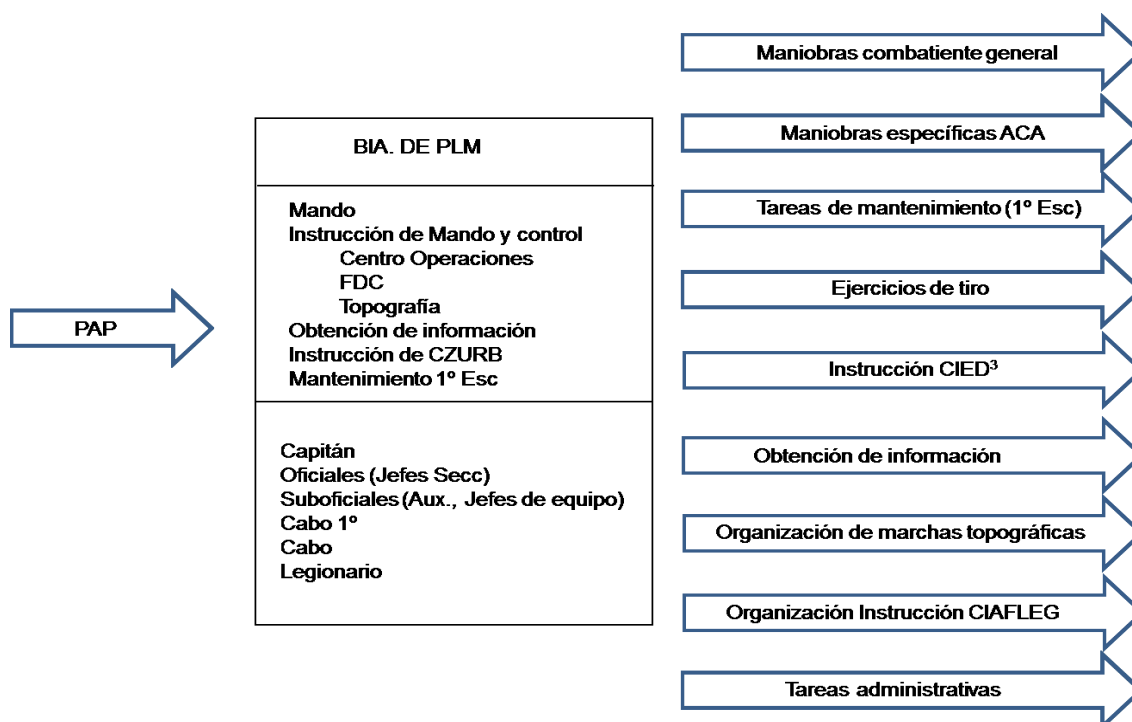 PAP
BIA. DE PLM
Mando
Instrucción de Mando y control
Centro Operaciones
FDC
Topografía
Obtención de información
Instrucción de CZURB
Mantenimiento 1º Esc
Capitán
Oficiales (Jefes Secc)
Suboficiales (Aux., Jefes de equipo)
Cabo 1º
Cabo
Legionario
Maniobras combatiente general
Maniobras específicas ACA
Tareas de mantenimiento (1º Esc)
Ejercicios de tiro
Instrucción CIED³
Obtención de información
Organización de marchas topográficas
Organización Instrucción CIAFLEG
Tareas administrativas